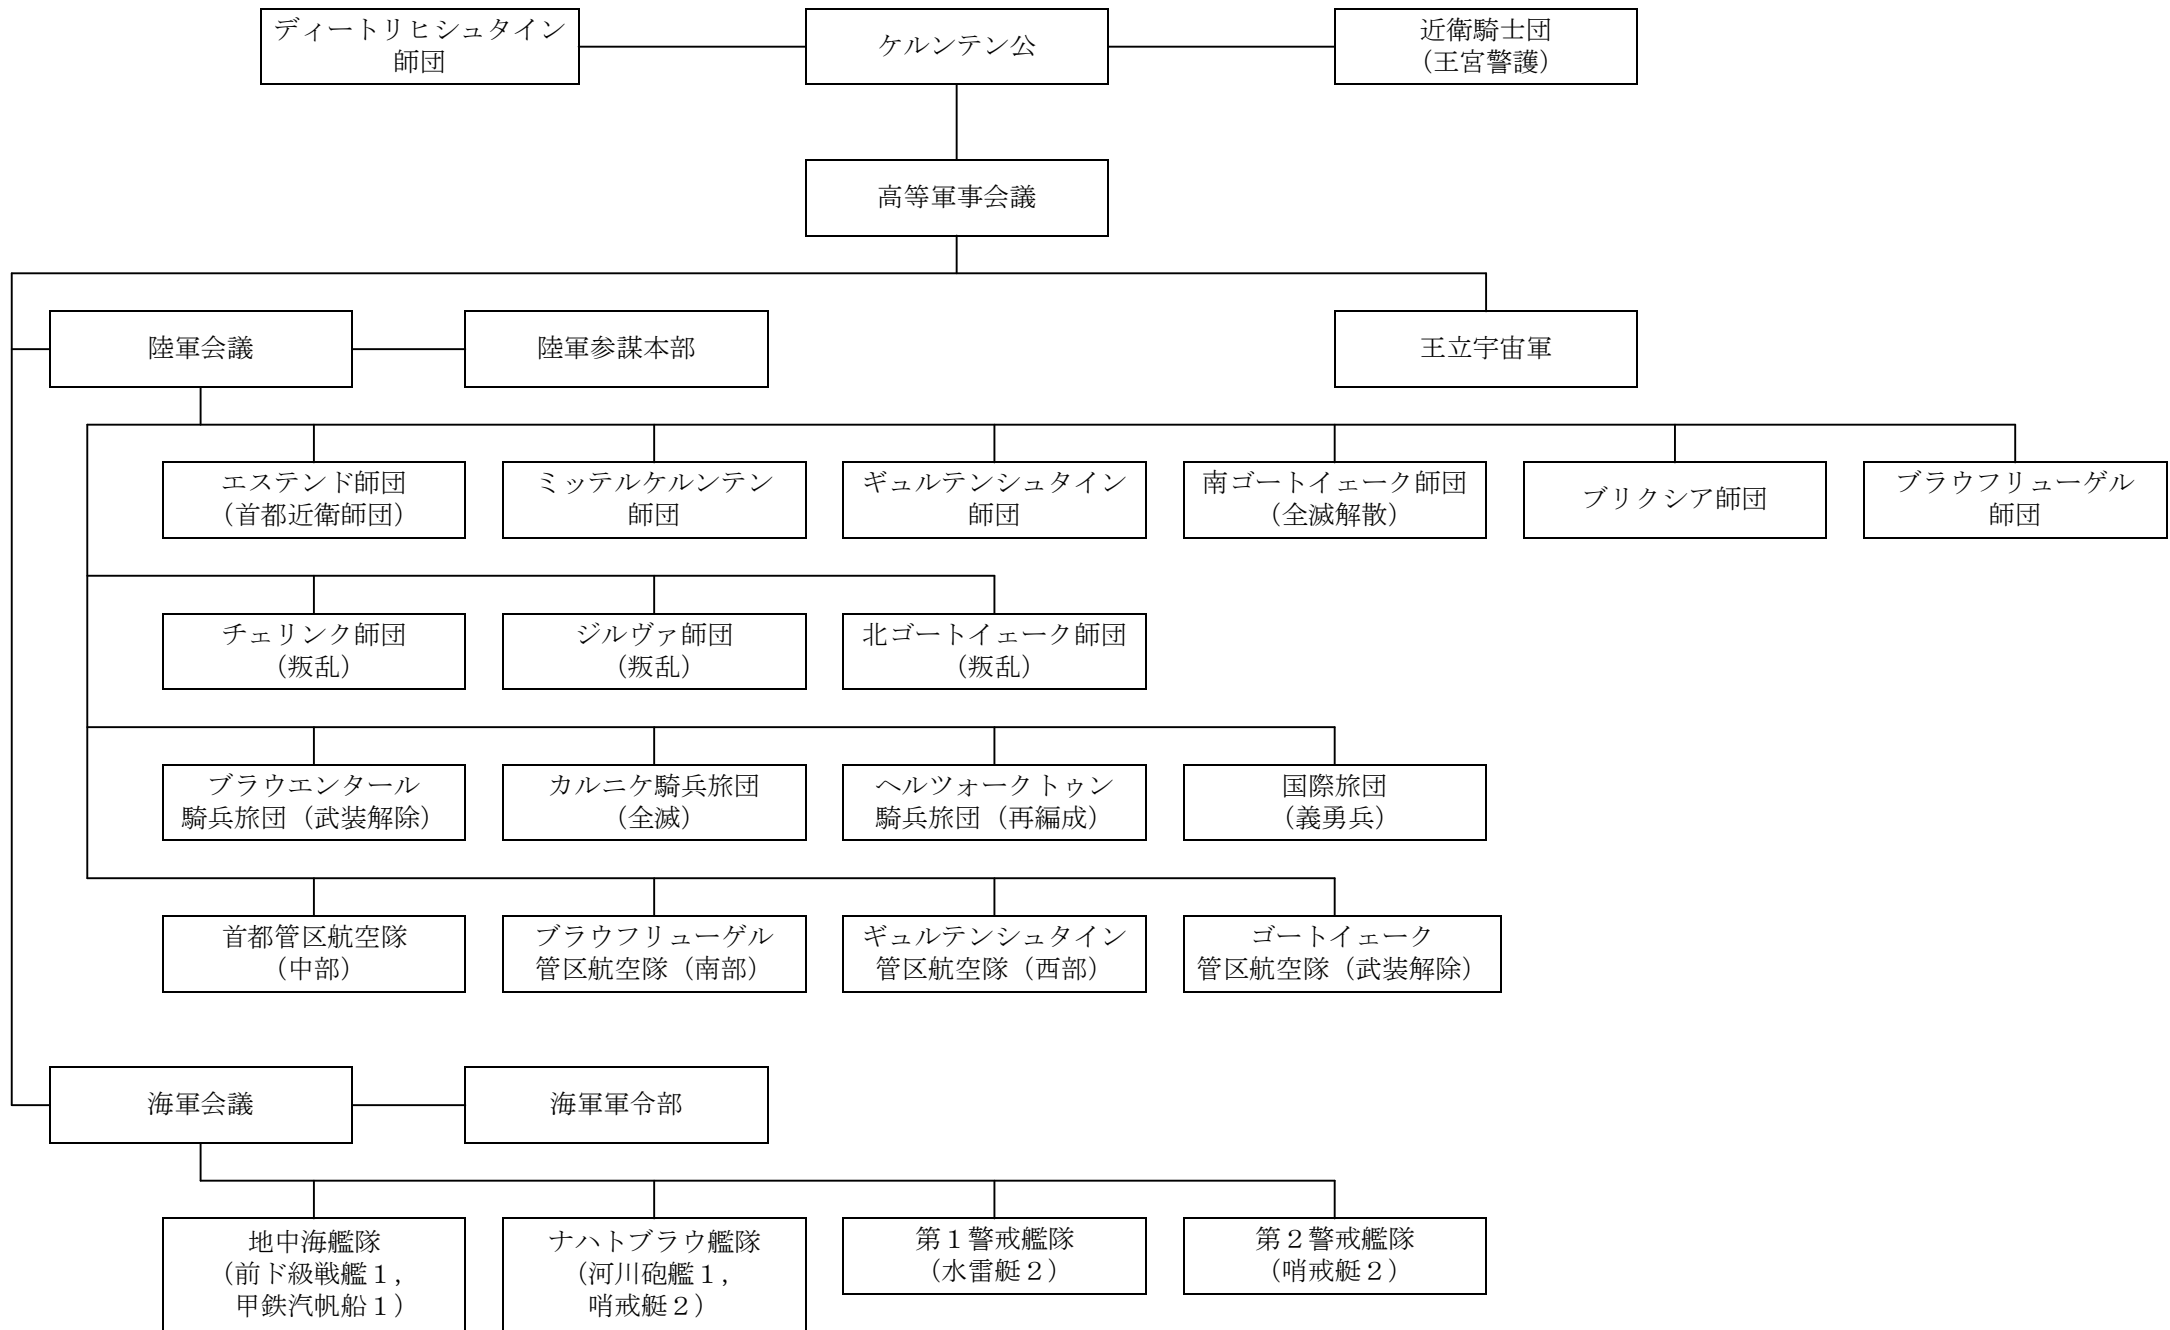 ディートリヒシュタイン
師団
ケルンテン公
近衛騎士団
（王宮警護）
高等軍事会議
陸軍会議
陸軍参謀本部
王立宇宙軍
エステンド師団
（首都近衛師団）
ミッテルケルンテン
師団
ギュルテンシュタイン
師団
南ゴートイェーク師団
（全滅解散）
ブリクシア師団
ブラウフリューゲル
師団
チェリンク師団
（叛乱）
ジルヴァ師団
（叛乱）
北ゴートイェーク師団
（叛乱）
ブラウエンタール
騎兵旅団（武装解除）
カルニケ騎兵旅団
（全滅）
ヘルツォークトゥン
騎兵旅団（再編成）
国際旅団
（義勇兵）
首都管区航空隊
（中部）
ブラウフリューゲル
管区航空隊（南部）
ギュルテンシュタイン
管区航空隊（西部）
ゴートイェーク
管区航空隊（武装解除）
海軍会議
海軍軍令部
地中海艦隊
（前ド級戦艦１，
甲鉄汽帆船１）
ナハトブラウ艦隊
（河川砲艦１，
哨戒艇２）
第１警戒艦隊
（水雷艇２）
第２警戒艦隊
（哨戒艇２）